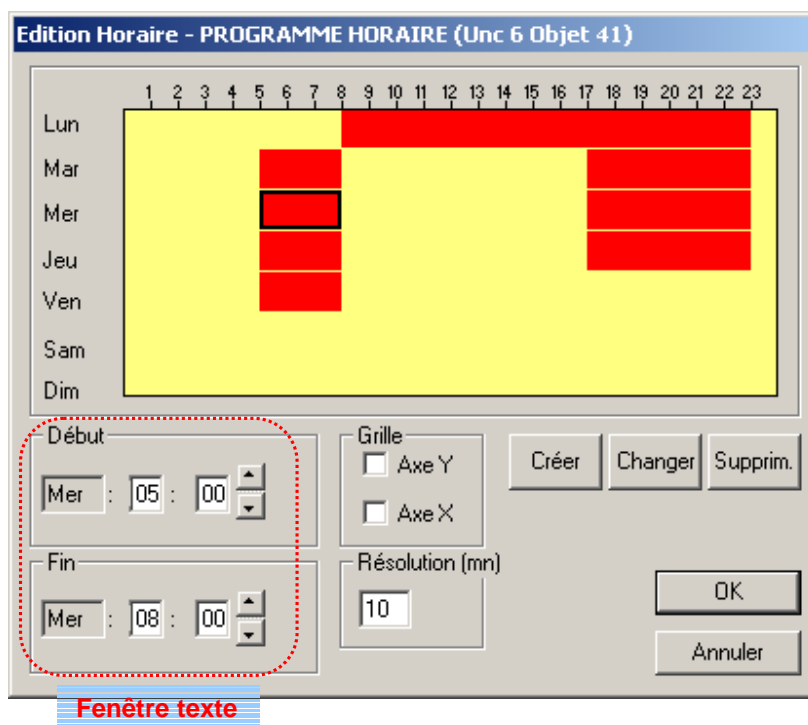 Edition Horaire - PROGRAMME HORAIRE (Unc 6 Objet 41)
1 2 3 4 5 6 7 8 9 10 11 12 13 14 15 16 17 18 19 20 21 22 23
Lun
Mar
Mer
Jeu
Ven
Sam
Dim
Début
Mer : 05 : 00
Grille
Axe Y
Axe X
Créer Changer Supprim.
Fin
Mer : 08 : 00
Résolution (mn)
10
OK
Annuler
Fenêtre texte